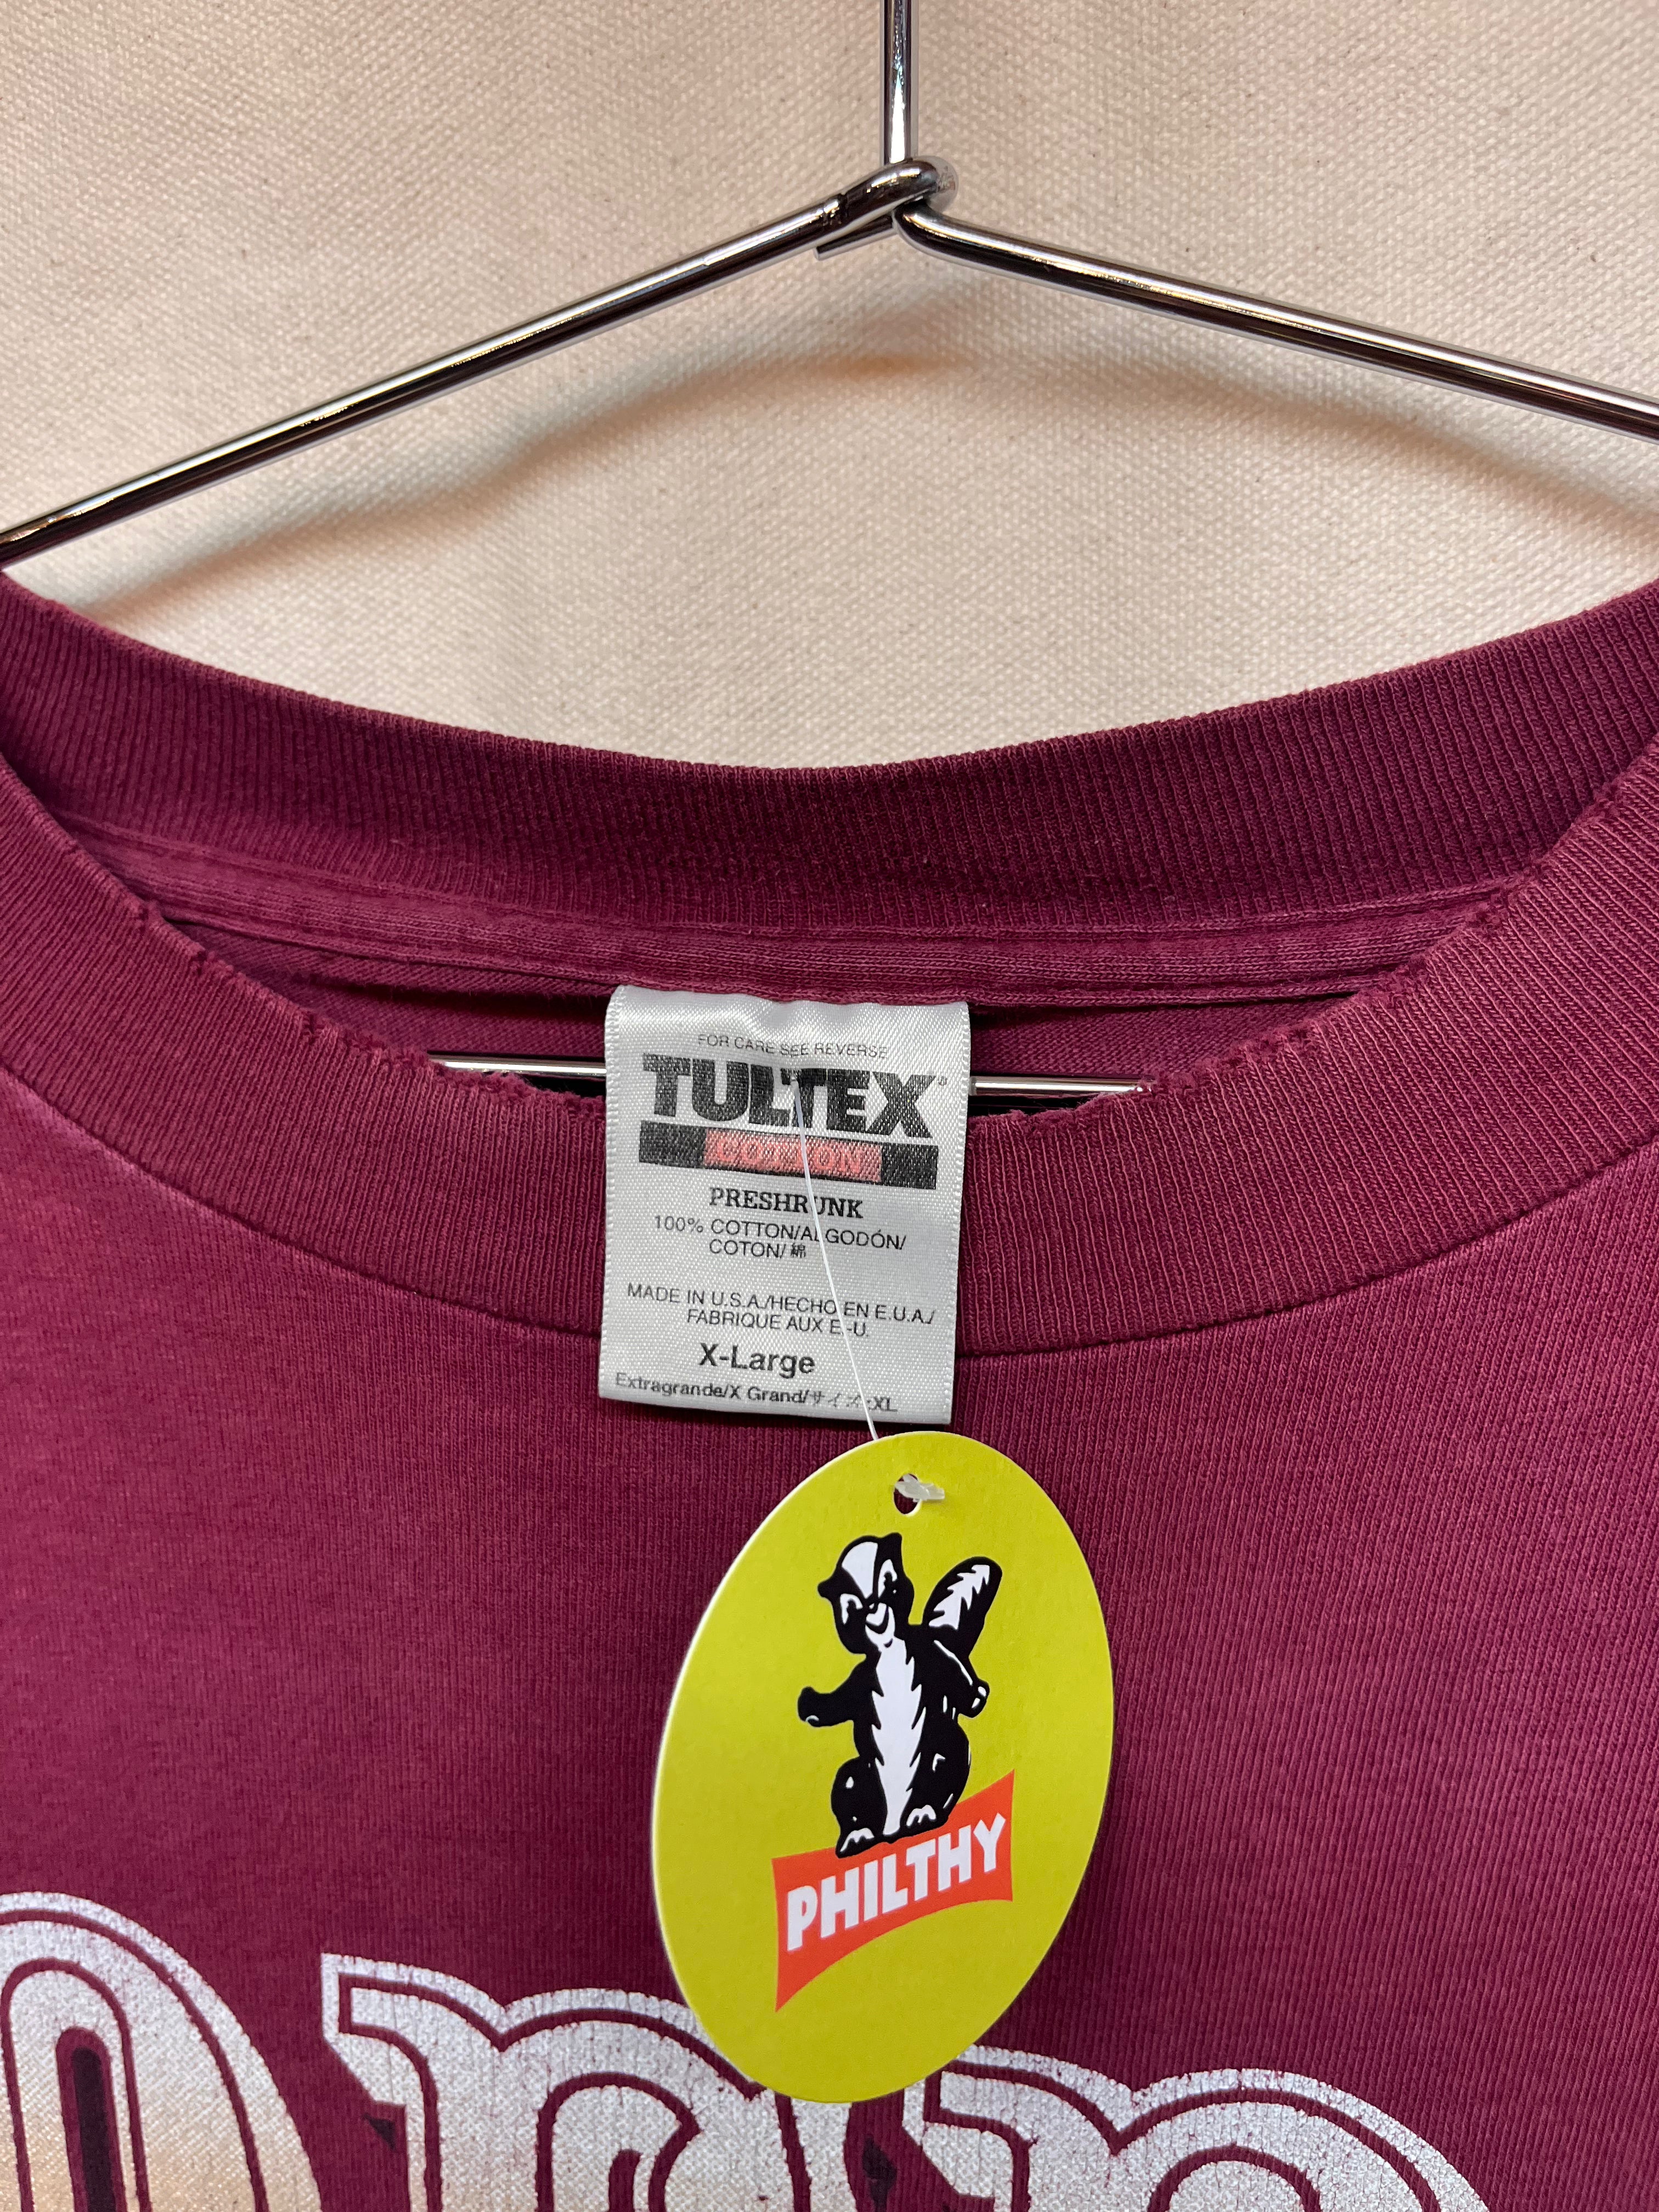 FOR CARE SEE REVERSE
TULTEX®
COTTON
PRESHRUNK
100% COTTON/ALGODÓN/
COTON/綿
MADE IN U.S.A./HECHO EN E.U.A./
FABRIQUE AUX E.-U.
X-Large
Extragrande/X Grand/サイズ:XL
PHILTHY